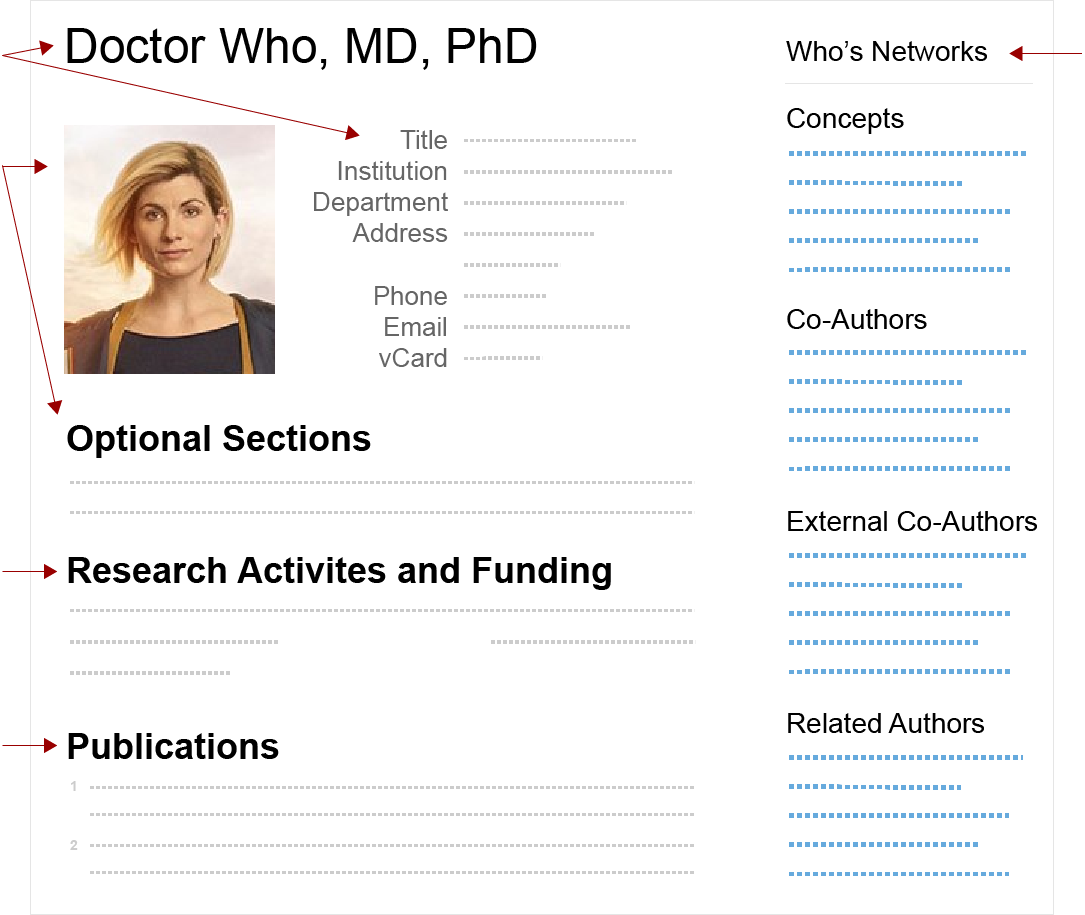 Doctor Who, MD, PhD
Title
Institution
Department
Address
Phone
Email
vCard
Optional Sections
Research Activites and Funding
Publications
1
2
Who’s Networks
Concepts
Co-Authors
External Co-Authors
Related Authors